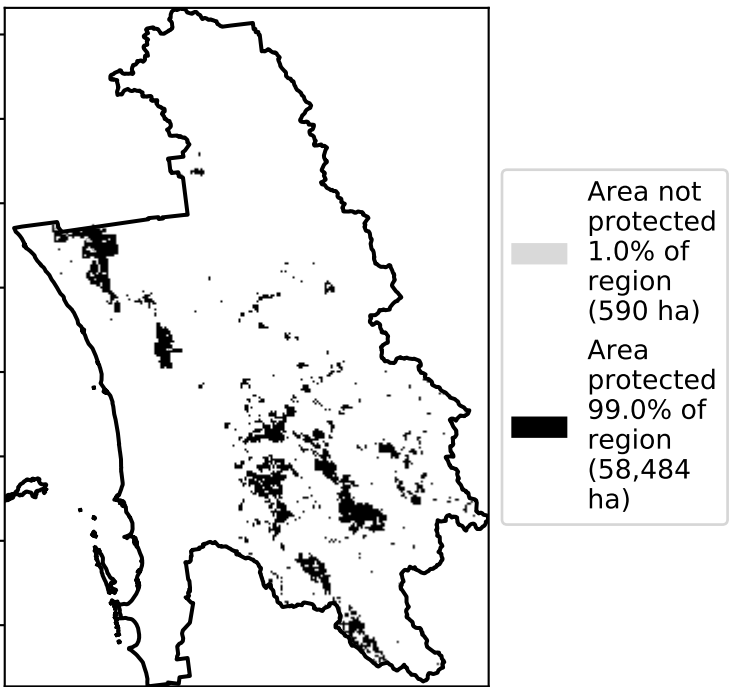 Area not
protected
1.0% of
region
(590 ha)
Area
protected
99.0% of
region
(58,484
ha)